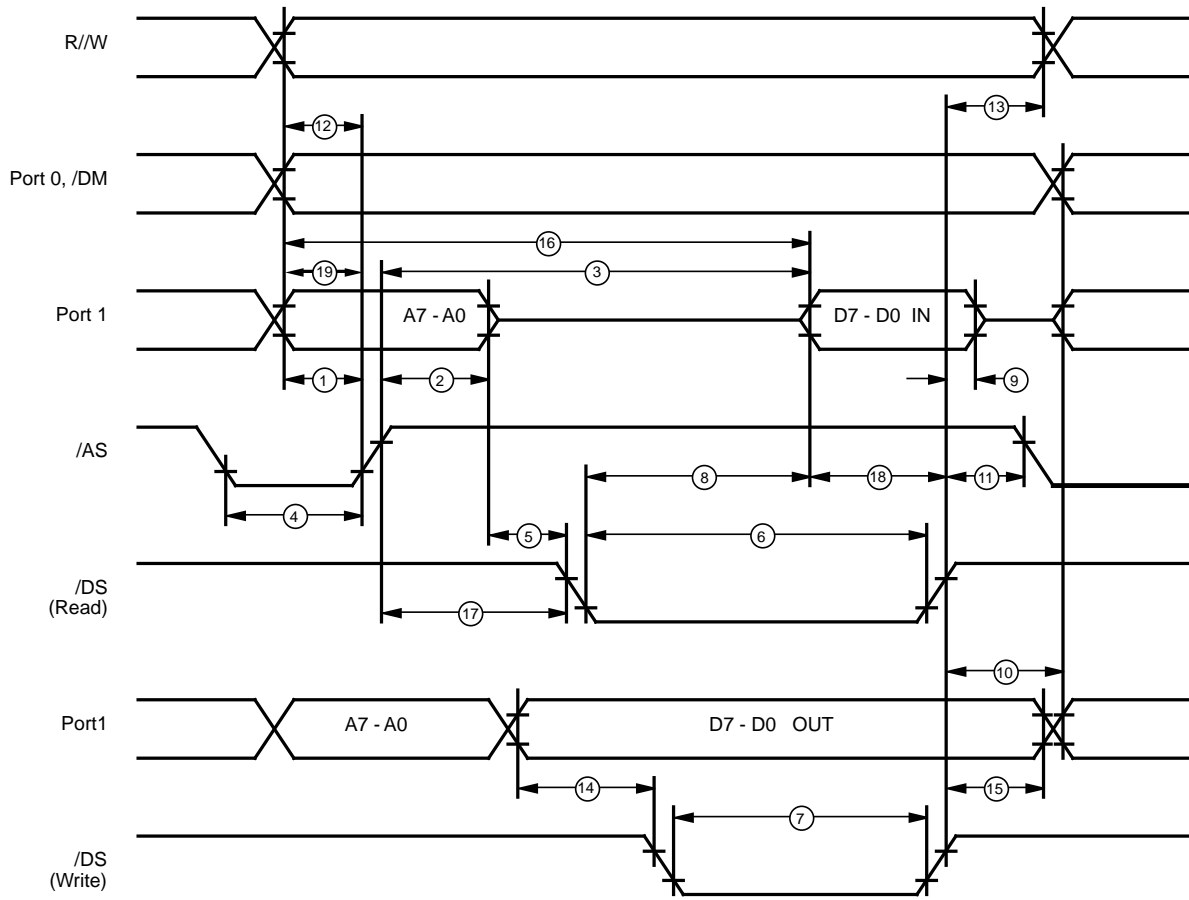 R//W
13
12
Port 0, /DM
16
19
3
Port 1
A7 - A0
D7 - D0 IN
1
2
9
/AS
8
18
11
4
5
6
/DS
(Read)
17
10
Port1
A7 - A0
D7 - D0 OUT
14
15
7
/DS
(Write)